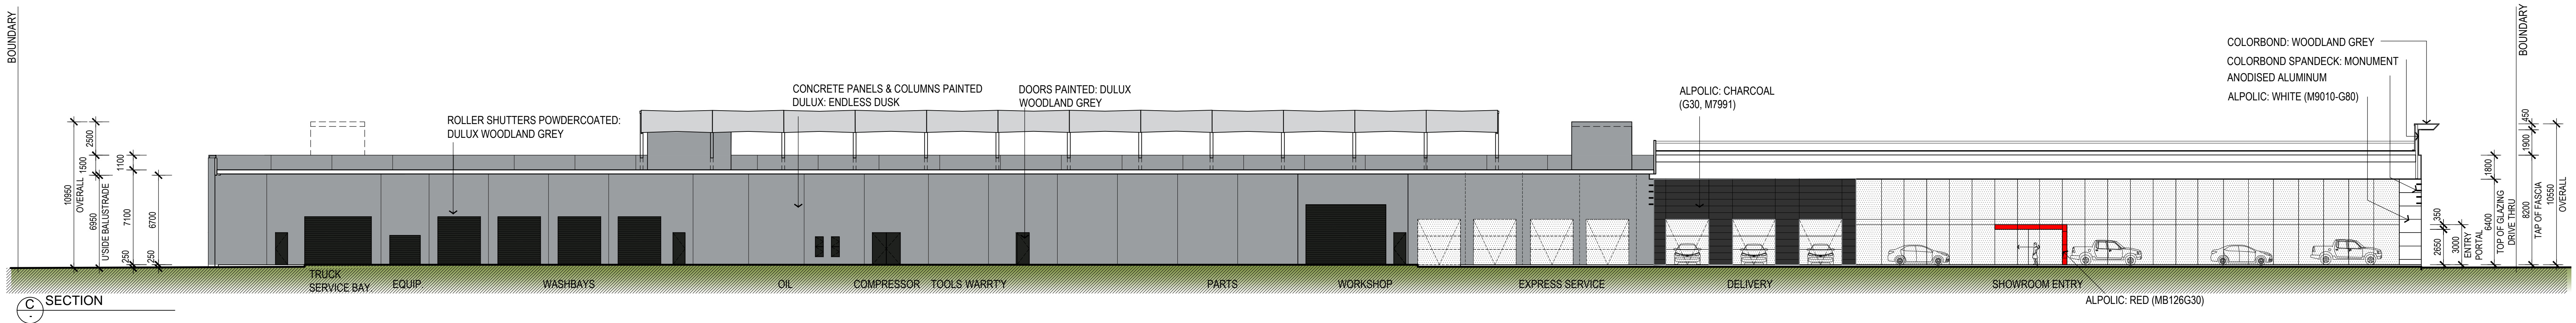 BOUNDARY
BOUNDARY
COLORBOND: WOODLAND GREY
COLORBOND SPANDECK: MONUMENT
ANODISED ALUMINUM
ALPOLIC: WHITE (M9010-G80)
CONCRETE PANELS & COLUMNS PAINTED
DULUX: ENDLESS DUSK
DOORS PAINTED: DULUX
WOODLAND GREY
ALPOLIC: CHARCOAL
(G30, M7991)
ROLLER SHUTTERS POWDERCOATED:
DULUX WOODLAND GREY
10950
OVERALL
2500
1500
6950
U/SIDE BALUSTRADE
1100
7100
250
6700
250
450
1900
1800
350
2650
3000
ENTRY
PORTAL
6400
TOP OF GLAZING
DRIVE THRU
8200
TAP OF FASCIA
10550
OVERALL
TRUCK
SERVICE BAY.
EQUIP.
WASHBAYS
OIL
COMPRESSOR
TOOLS WARRT'Y
PARTS
WORKSHOP
EXPRESS SERVICE
DELIVERY
SHOWROOM ENTRY
ALPOLIC: RED (MB126G30)
C
-
SECTION